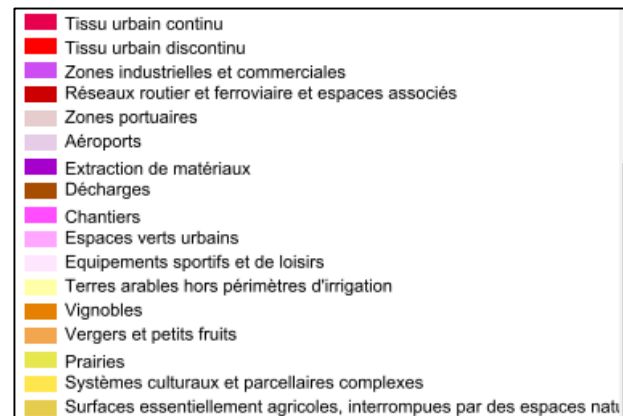 Tissu urbain continu
Tissu urbain discontinu
Zones industrielles et commerciales
Réseaux routier et ferroviaire et espaces associés
Zones portuaires
Aéroports
Extraction de matériaux
Décharges
Chantiers
Espaces verts urbains
Equipements sportifs et de loisirs
Terres arables hors périmètres d'irrigation
Vignobles
Vergers et petits fruits
Prairies
Systèmes culturaux et parcellaires complexes
Surfaces essentiellement agricoles, interrompues par des espaces